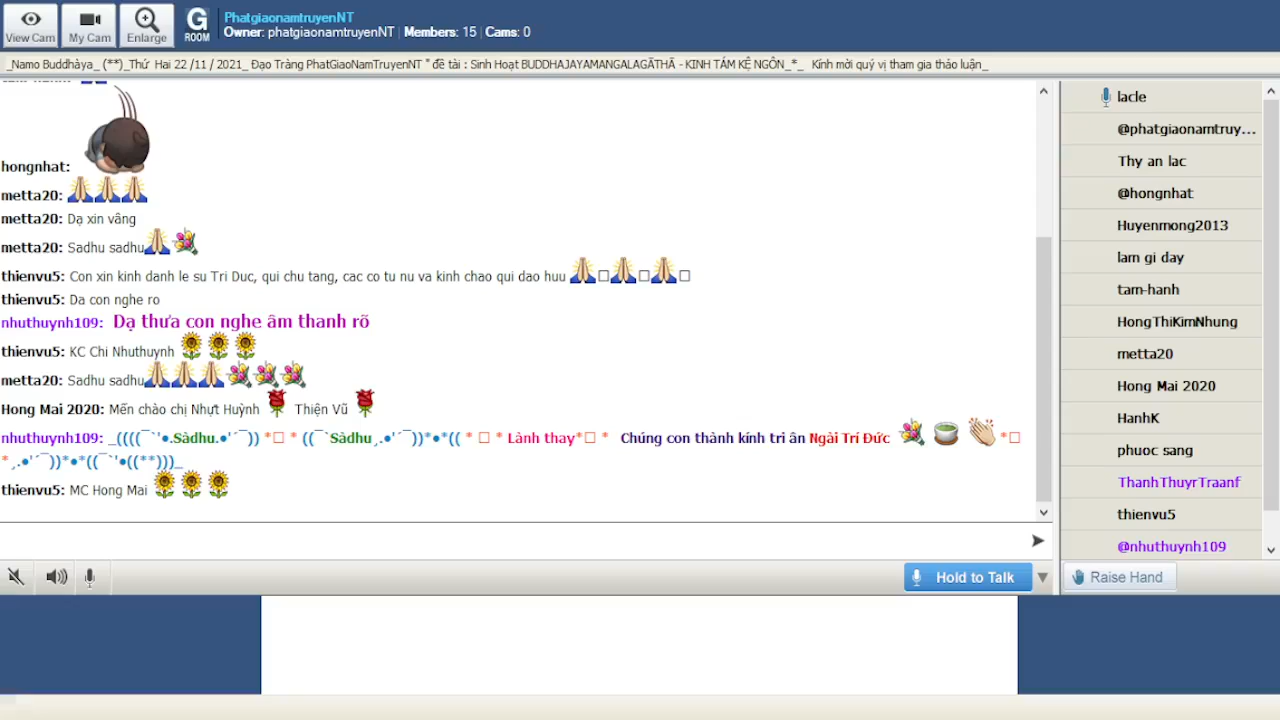 View Cam
My Cam
Enlarge
G ROOM
PhatgiaonamtruyenNT
Owner: phatgiaonamtruyenNT | Members: 15 | Cams: 0
_Namo Buddhàya_ (**)_Thứ Hai 22 /11 / 2021_ Đạo Tràng PhatGiaoNamTruyenNT " đề tài : Sinh Hoạt BUDDHAJAYAMANGALAGĀTHĀ - KINH TÁM KỆ NGÔN_*_ Kính mời quý vị tham gia thảo luận_
hongnhat:
metta20: 🙏🙏🙏
metta20: Dạ xin vâng
metta20: Sadhu sadhu🙏💐
thienvu5: Con xin kinh danh le su Tri Duc, qui chu tang, cac co tu nu va kinh chao qui dao huu 🙏□🙏□🙏□
thienvu5: Da con nghe ro
nhuthuynh109: Dạ thưa con nghe âm thanh rõ
thienvu5: KC Chi Nhuthuynh 🌻🌻🌻
metta20: Sadhu sadhu🙏🙏🙏💐💐💐
Hong Mai 2020: Mến chào chị Như Huỳnh 🌹 Thiện Vũ 🌹
nhuthuynh109: _((((¯`'•.Sàdhu.•'´¯)) *□ * ((¯`Sàdhu¸.•'´¯))*•*(( * □ * Lành thay*□ * Chúng con thành kính tri ân Ngài Trí Đức 💐 🍵 👏 *□
*¸.•'´¯))*•*((¯`'•((**)))_
thienvu5: MC Hong Mai 🌻🌻🌻
Hold to Talk
lacle
@phatgiaonamtruy...
Thy an lac
@hongnhat
Huyenmong2013
lam gi day
tam-hanh
HongThiKimNhung
metta20
Hong Mai 2020
HanhK
phuoc sang
ThanhThuyrTraanf
thienvu5
@nhuthuynh109
Raise Hand